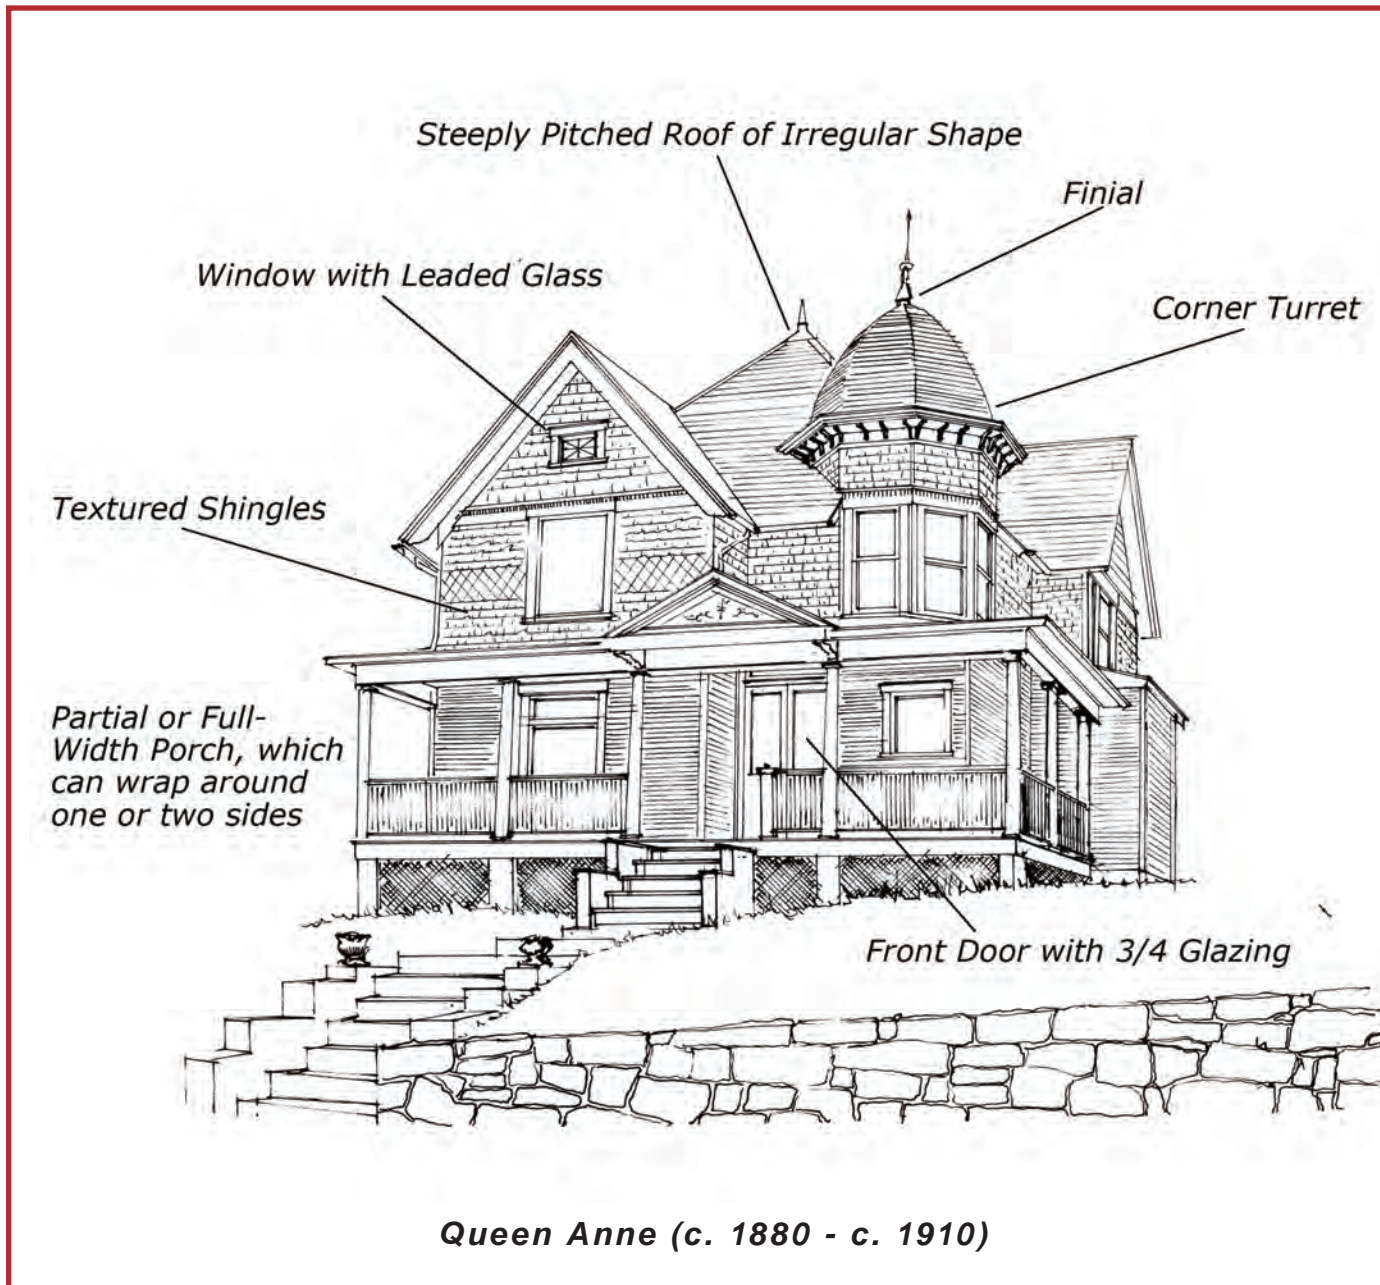 Steeply Pitched Roof of Irregular Shape
Finial
Window with Leaded Glass
Corner Turret
Textured Shingles
Partial or Full-
Width Porch, which
can wrap around
one or two sides
Front Door with 3/4 Glazing
Queen Anne (c. 1880 - c. 1910)